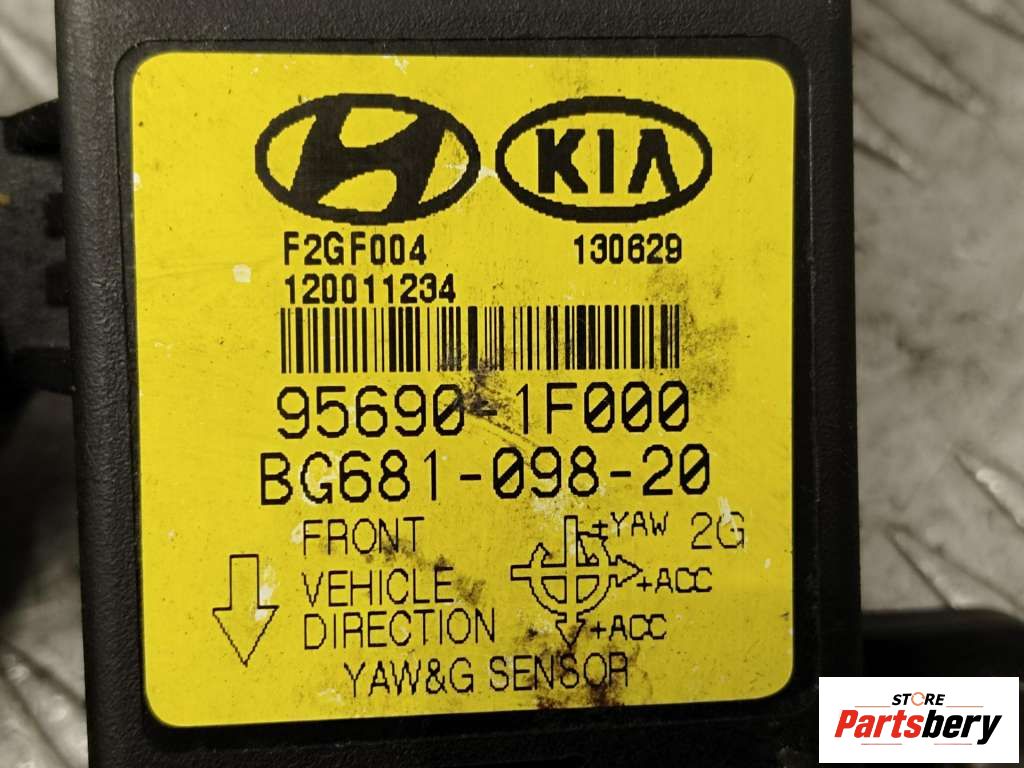 KIA
F2GF004 130629
120011234
95690-1F000
BG681-098-20
FRONT
VEHICLE
DIRECTION
+YAW 2G
+ACC
+ACC
YAW&G SENSOR
STORE
Partsbery